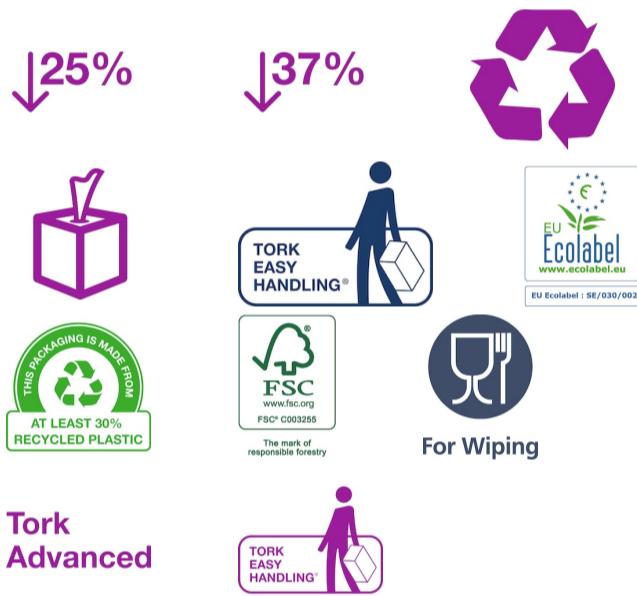 25%
37%
TORK
EASY
HANDLING®
EU
Ecolabel
www.ecolabel.eu
EU Ecolabel : SE/030/002
THIS PACKAGING IS MADE FROM
AT LEAST 30%
RECYCLED PLASTIC
®
FSC
www.fsc.org
FSC® C003255
The mark of
responsible forestry
For Wiping
Tork
Advanced
TORK
EASY
HANDLING®